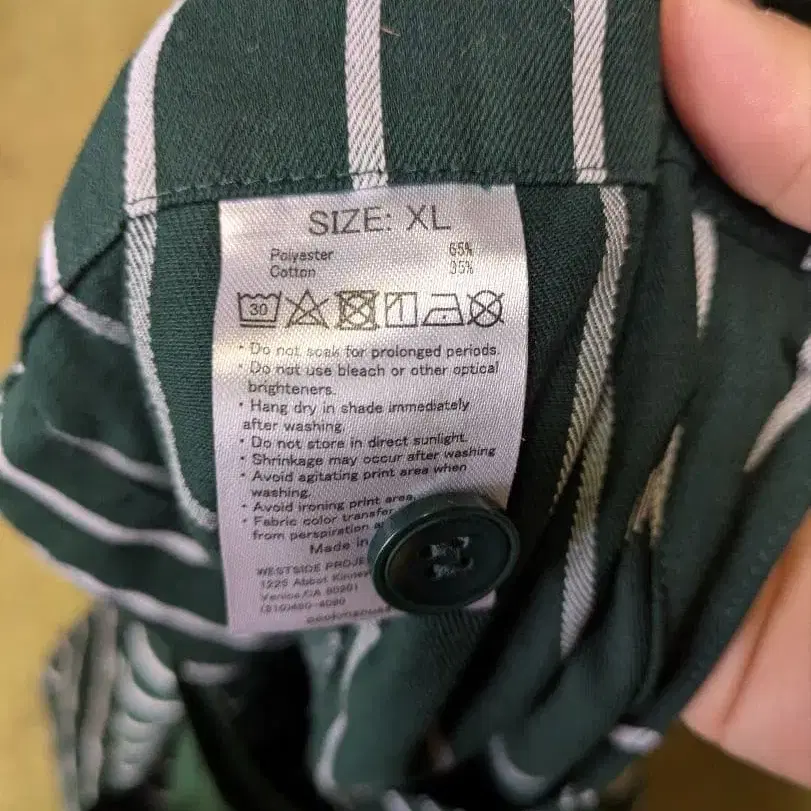 SIZE: XL
Polyester 65%
Cotton 35%
30
• Do not soak for prolonged periods.
• Do not use bleach or other optical
brighteners.
• Hang dry in shade immediately
after washing.
• Do not store in direct sunlight.
• Shrinkage may occur after washing
• Avoid agitating print area when
washing.
• Avoid ironing print area
• Fabric color transfer
from perspiration
Made in
WESTSIDE
1225 Abbot Kinney
Venice,CA